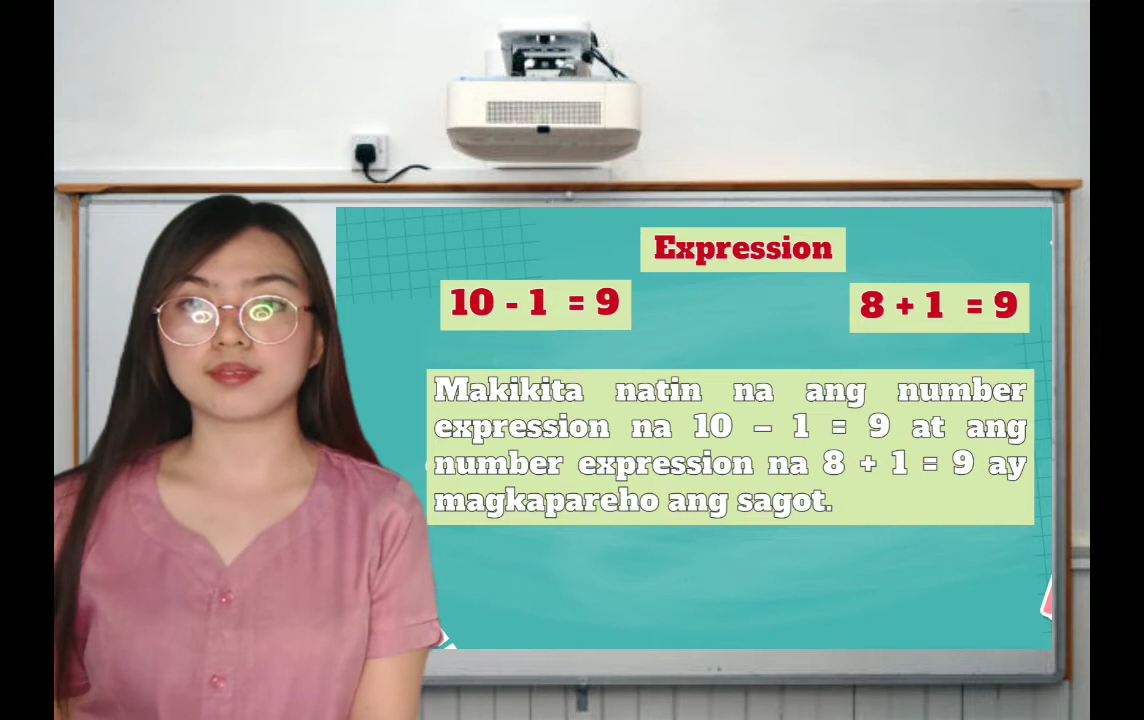 Expression
10 - 1 = 9
8 + 1 = 9
Makikita natin na ang number
expression na 10 – 1 = 9 at ang
number expression na 8 + 1 = 9 ay
magkapareho ang sagot.